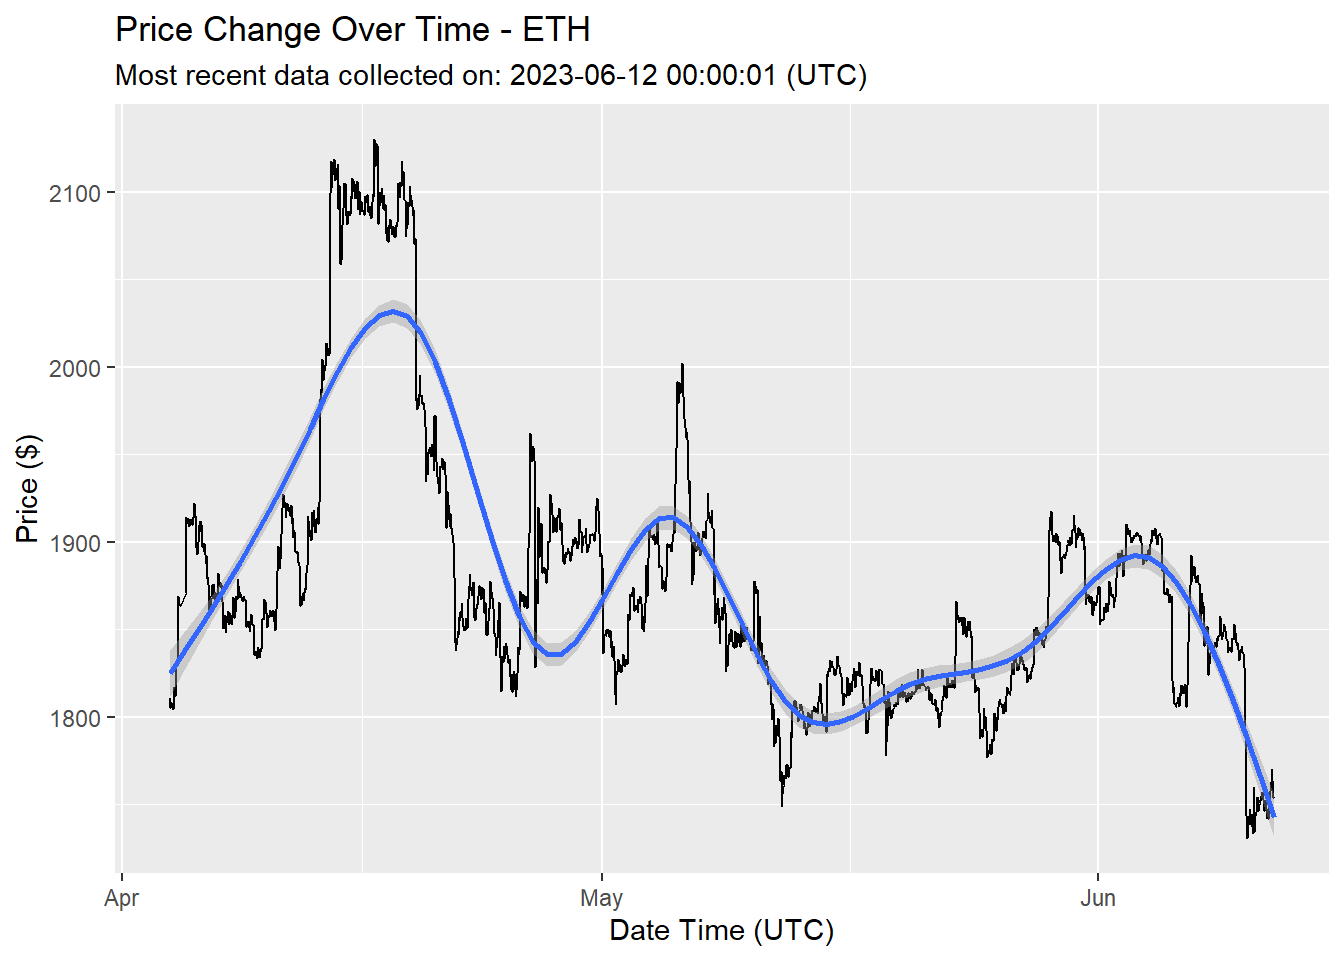 Price Change Over Time - ETH
Most recent data collected on: 2023-06-12 00:00:01 (UTC)
2100
2000
1900
1800
Price ($)
Apr
May
Jun
Date Time (UTC)